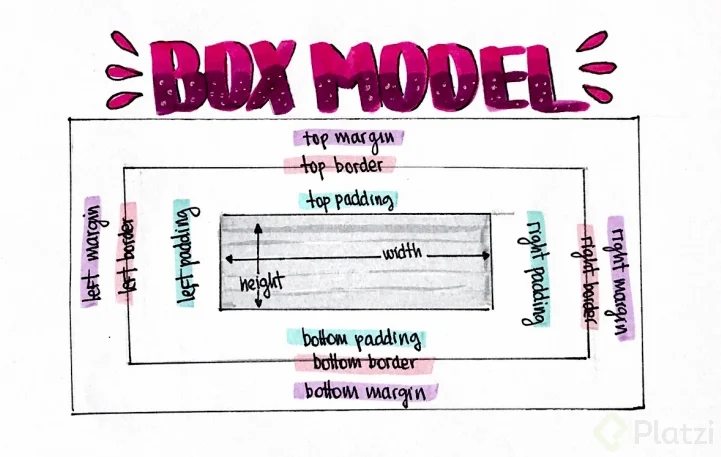 BOX MODEL
top margin
top border
top padding
left margin
left border
left padding
width
height
right padding
right border
right margin
bottom padding
bottom border
bottom margin
Platzi